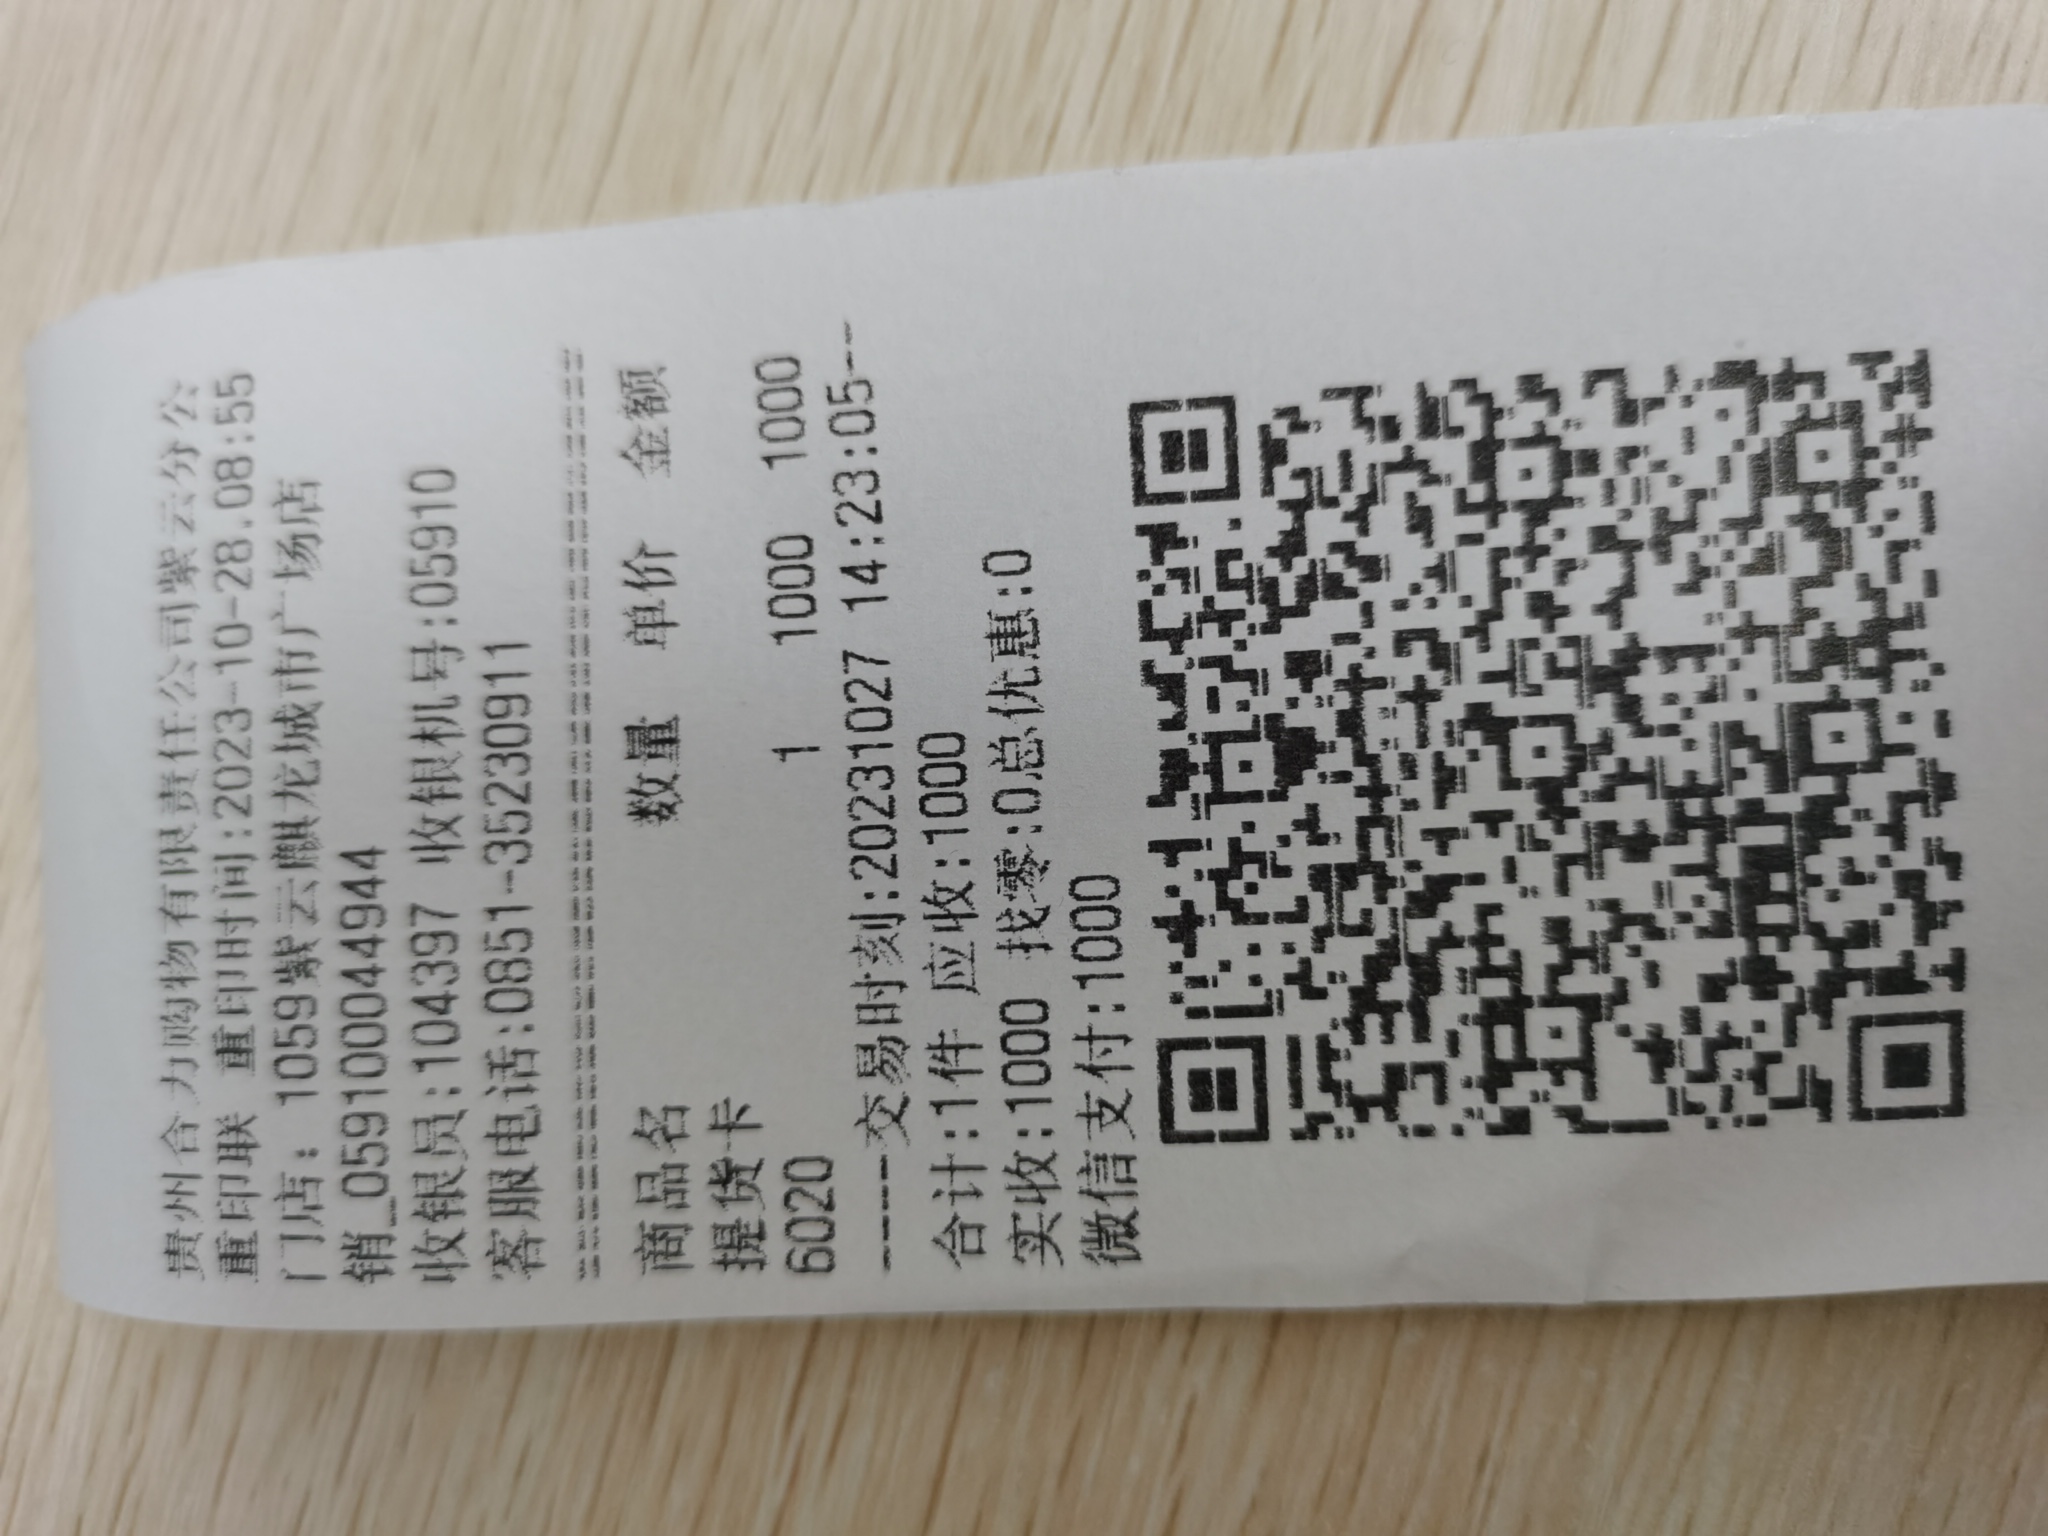 贵州合力购物有限责任公司紫云分公
重印联 重印时间:2023-10-28.08:55
门店: 1059紫云麒龙城市广场店
销_05910044944
收银员:104397 收银机号:05910
客服电话:0851-35230911
商品名 数量 单价 金额
提货卡
6020 1 1000 1000
-----交易时刻:20231027 14:23:05---
合计:1件 应收:1000
实收:1000 找零:0总优惠:0
微信支付:1000